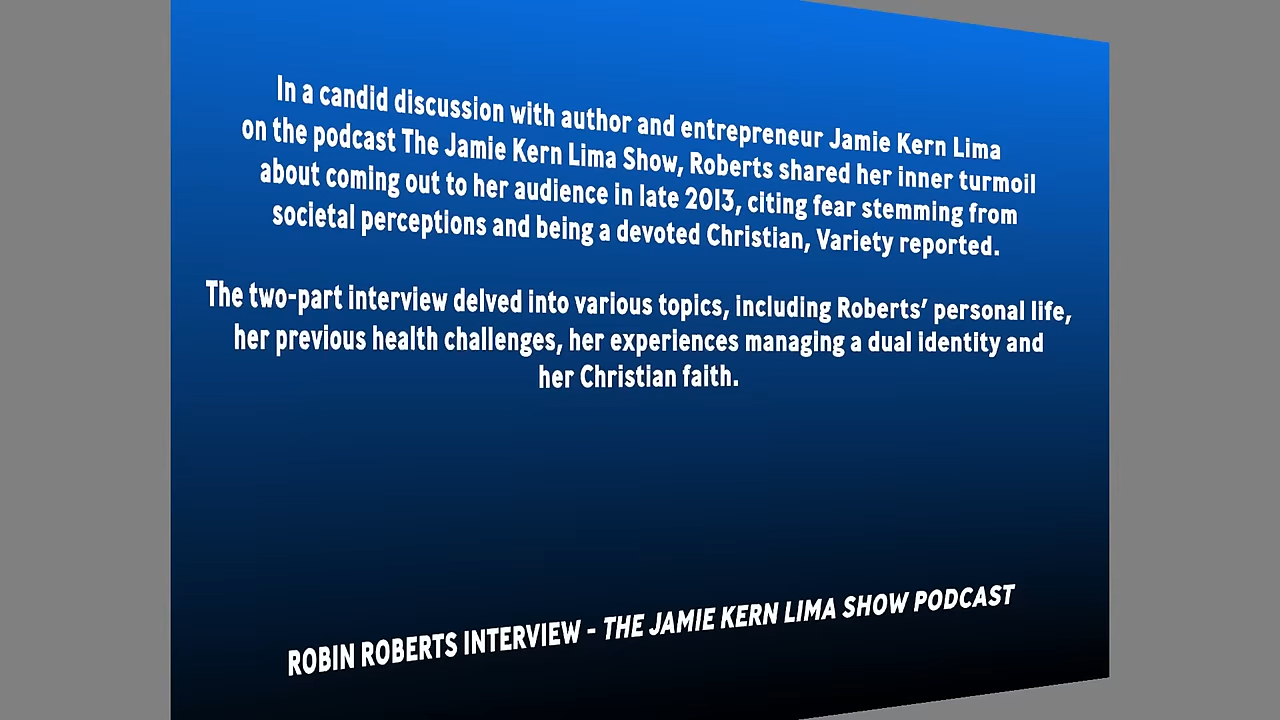 In a candid discussion with author and entrepreneur Jamie Kern Lima
on the podcast The Jamie Kern Lima Show, Roberts shared her inner turmoil
about coming out to her audience in late 2013, citing fear stemming from
societal perceptions and being a devoted Christian, Variety reported.
The two-part interview delved into various topics, including Roberts’ personal life,
her previous health challenges, her experiences managing a dual identity and
her Christian faith.
ROBIN ROBERTS INTERVIEW - THE JAMIE KERN LIMA SHOW PODCAST